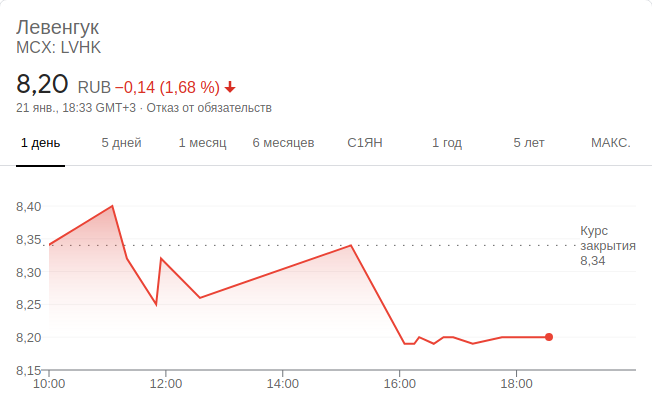 Левенгук
MCX: LVHK
8,20 RUB −0,14 (1,68 %)
21 янв., 18:33 GMT+3 · Отказ от обязательств
1 день 5 дней 1 месяц 6 месяцев С1ЯН 1 год 5 лет МАКС.
8,40
8,35
8,30
8,25
8,20
8,15
Курс
закрытия
8,34
10:00 12:00 14:00 16:00 18:00